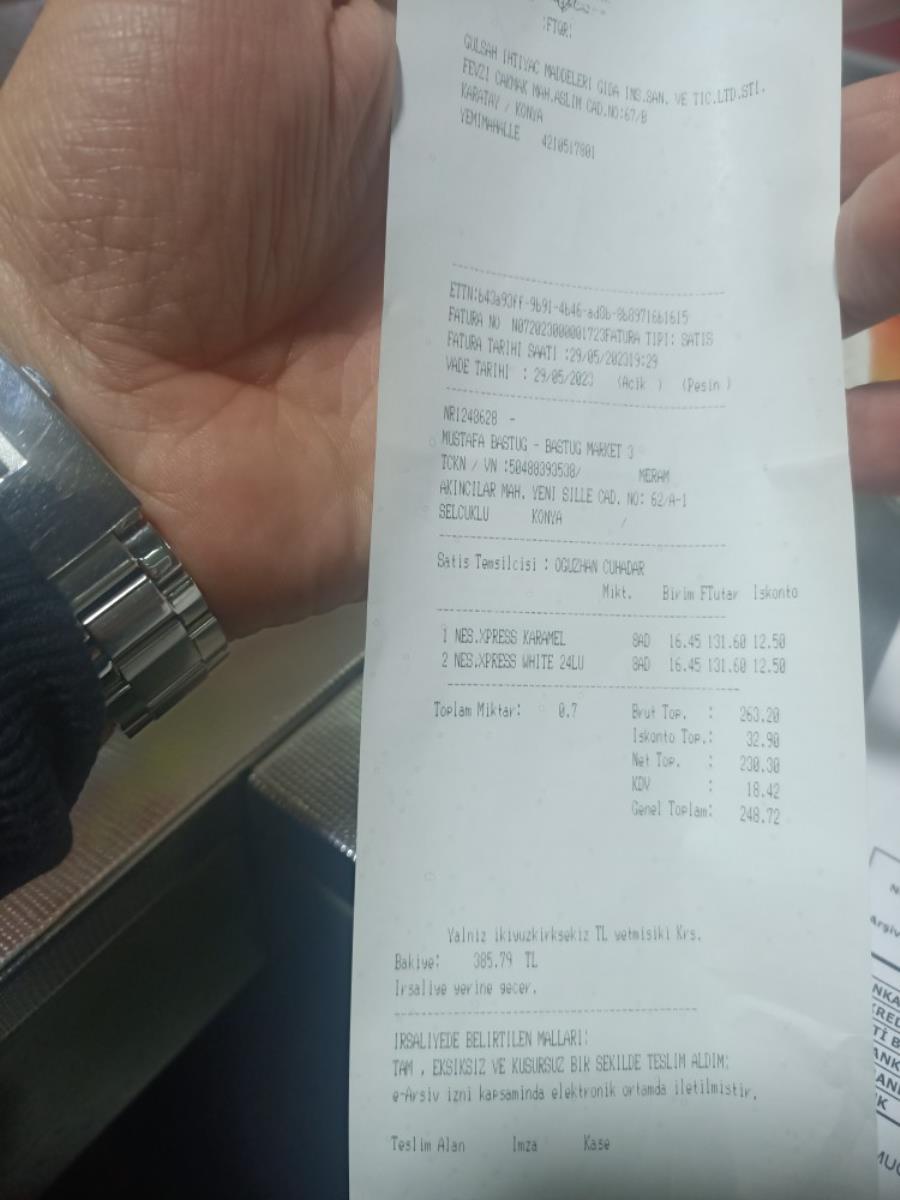 GULSAH IHTIYAC MADDELERI GIDA INS.SAN. VE TIC.LTD.STI.
FEVZI CAKMAK MAH.ASLIM CAD.NO:67/B
KARATAY / KONYA
4210517801
ETTN:b43a93ff-9b91-4b46-ad8b-8b89716b1615
FATURA NO N072023000001723FATURA TIPI: SATIS
FATURA TARIHI SAATI :29/05/202319:29
VADE TARIHI : 29/05/2023 (Acik ) (Pesin )
NR1248628 -
MUSTAFA BASTUG - BASTUG MARKET 3
TCKN / VN :50488393538/ MERAM
AKINCILAR MAH. YENI SILLE CAD. NO: 62/A-1
SELCUKLU KONYA /
Satis Temsilcisi : OGUZHAN CUHADAR
Mikt. Birim FTutar Iskonto
1 NES.XPRESS KARAMEL 8AD 16.45 131.60 12.50
2 NES.XPRESS WHITE 24LU 8AD 16.45 131.60 12.50
Toplam Miktar: 0.7 Brut Top. : 263.20
Iskonto Top.: 32.90
Net Top. : 230.30
KDV : 18.42
Genel Toplam: 248.72
Yalniz ikiyuzkirksekiz TL yetmisiki Krs.
Bakiye: 385.79 TL
Irsaliye yerine gecer.
IRSALIYEDE BELIRTILEN MALLARI;
TAM , EKSIKSIZ VE KUSURSUZ BIR SEKILDE TESLIM ALDIM;
e-Arsiv izni kapsaminda elektronik ortamda iletilmistir.
Teslim Alan Imza Kase